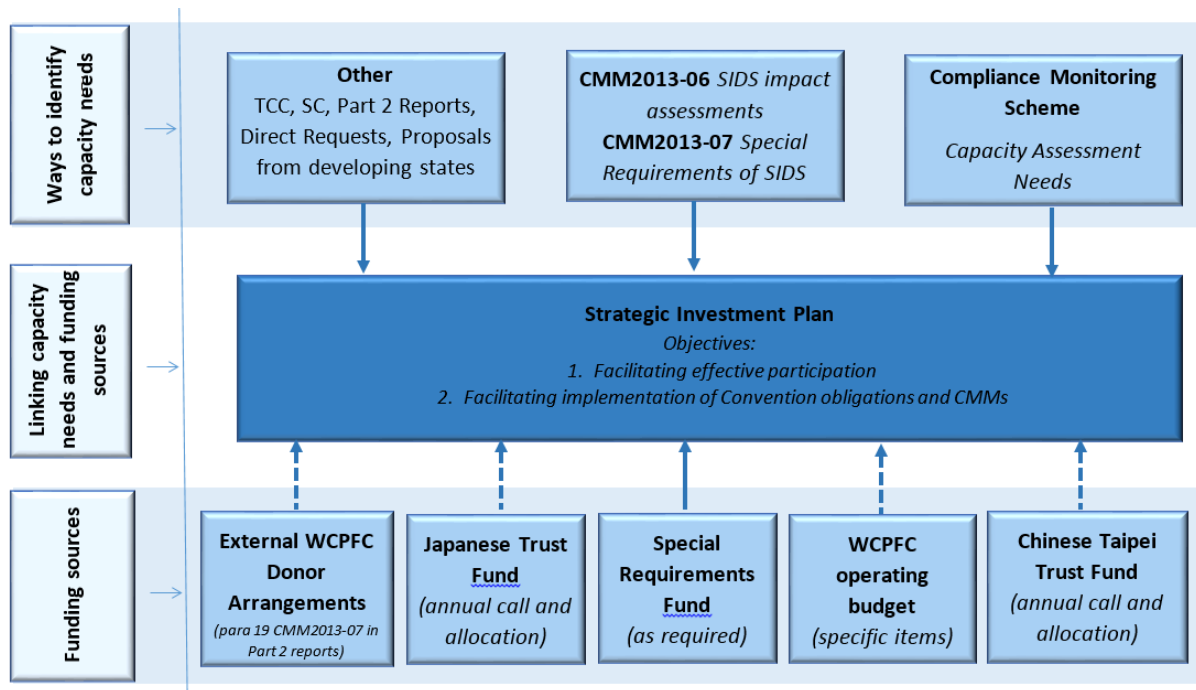 Ways to identify
capacity needs
Other
TCC, SC, Part 2 Reports,
Direct Requests, Proposals
from developing states
CMM2013-06 SIDS impact
assessments
CMM2013-07 Special
Requirements of SIDS
Compliance Monitoring
Scheme
Capacity Assessment
Needs
Linking capacity
needs and funding
sources
Strategic Investment Plan
Objectives:
1. Facilitating effective participation
2. Facilitating implementation of Convention obligations and CMMs
Funding sources
External WCPFC
Donor
Arrangements
(para 19 CMM2013-07 in
Part 2 reports)
Japanese Trust
Fund
(annual call and
allocation)
Special
Requirements
Fund
(as required)
WCPFC
operating
budget
(specific items)
Chinese Taipei
Trust Fund
(annual call and
allocation)